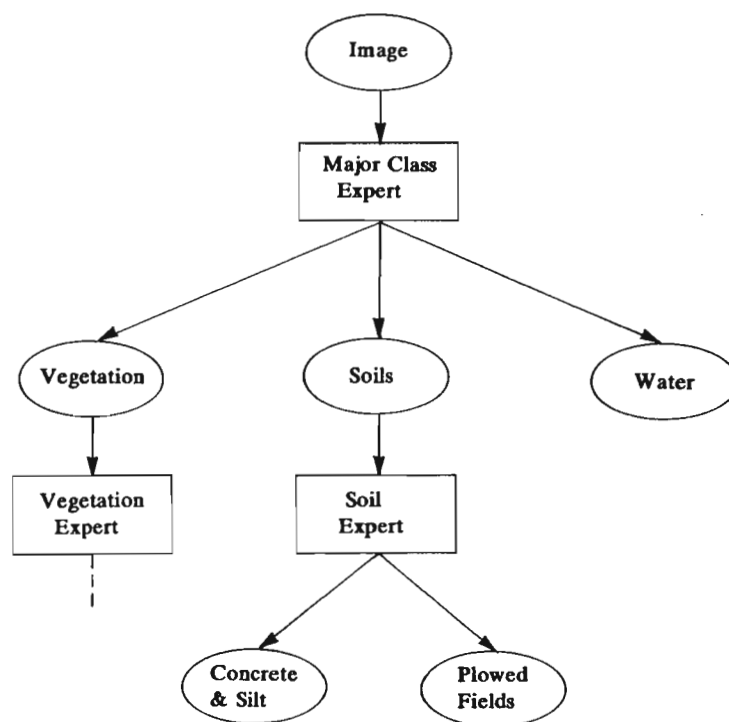 Image
Major Class
Expert
Vegetation
Soils
Water
Vegetation
Expert
Soil
Expert
Concrete
& Silt
Plowed
Fields